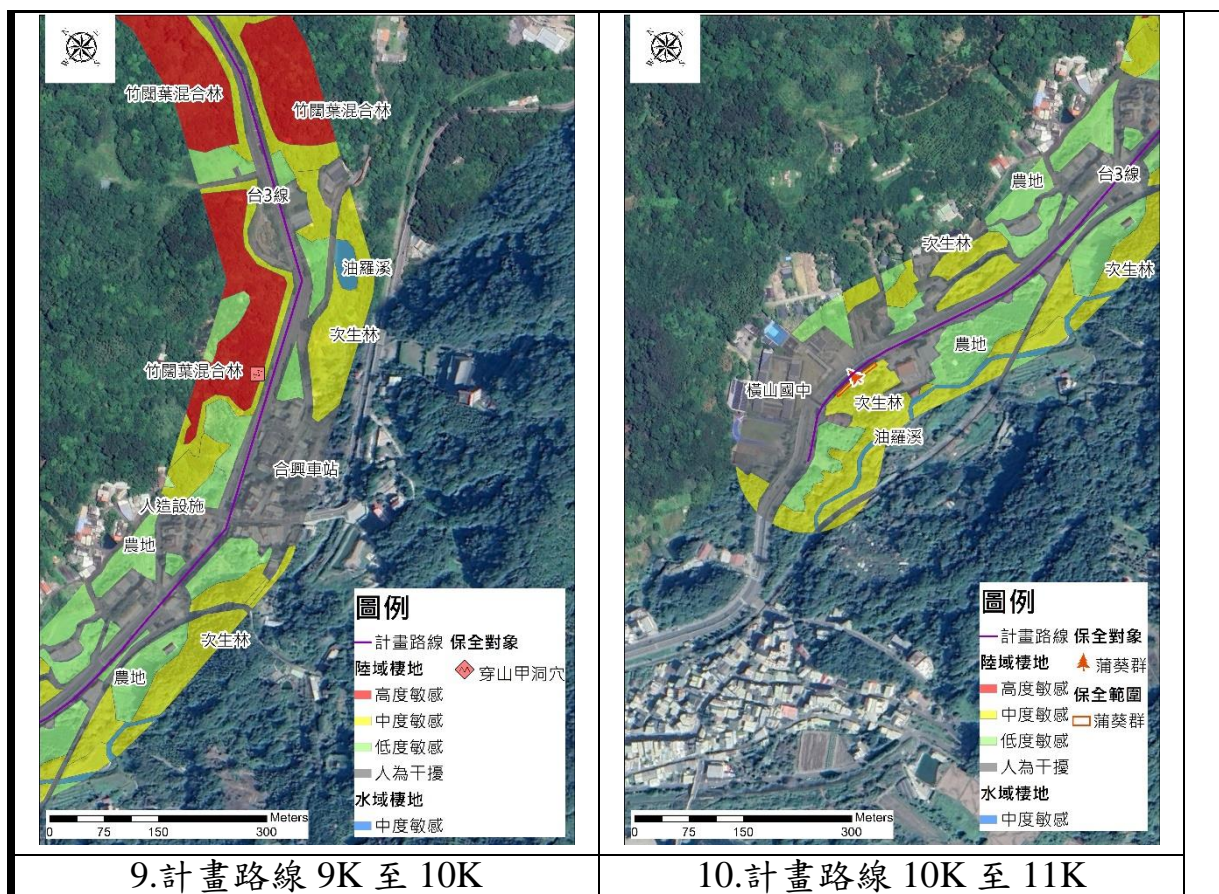 竹闊葉混合林
竹闊葉混合林
台3線
油羅溪
次生林
竹闊葉混合林
合興車站
人造設施
農地
次生林
農地
圖例
計畫路線 保全對象
陸域棲地
穿山甲洞穴
高度敏感
中度敏感
低度敏感
人為干擾
水域棲地
中度敏感
Meters
0 75 150 300
9.計畫路線 9K 至 10K
台3線
農地
次生林
次生林
農地
橫山國中
次生林
油羅溪
圖例
計畫路線 保全對象
陸域棲地 蒲葵群
高度敏感 保全範圍
中度敏感 蒲葵群
低度敏感
人為干擾
水域棲地
中度敏感
Meters
0 75 150 300
10.計畫路線 10K 至 11K